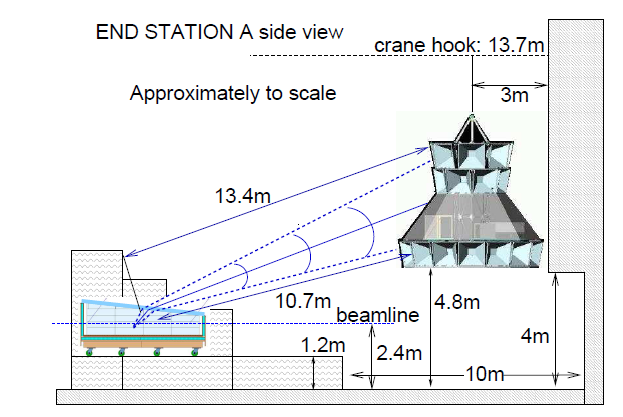 END STATION A side view
crane hook: 13.7m
3m
Approximately to scale
13.4m
10.7m
beamline
4.8m
4m
1.2m
2.4m
10m